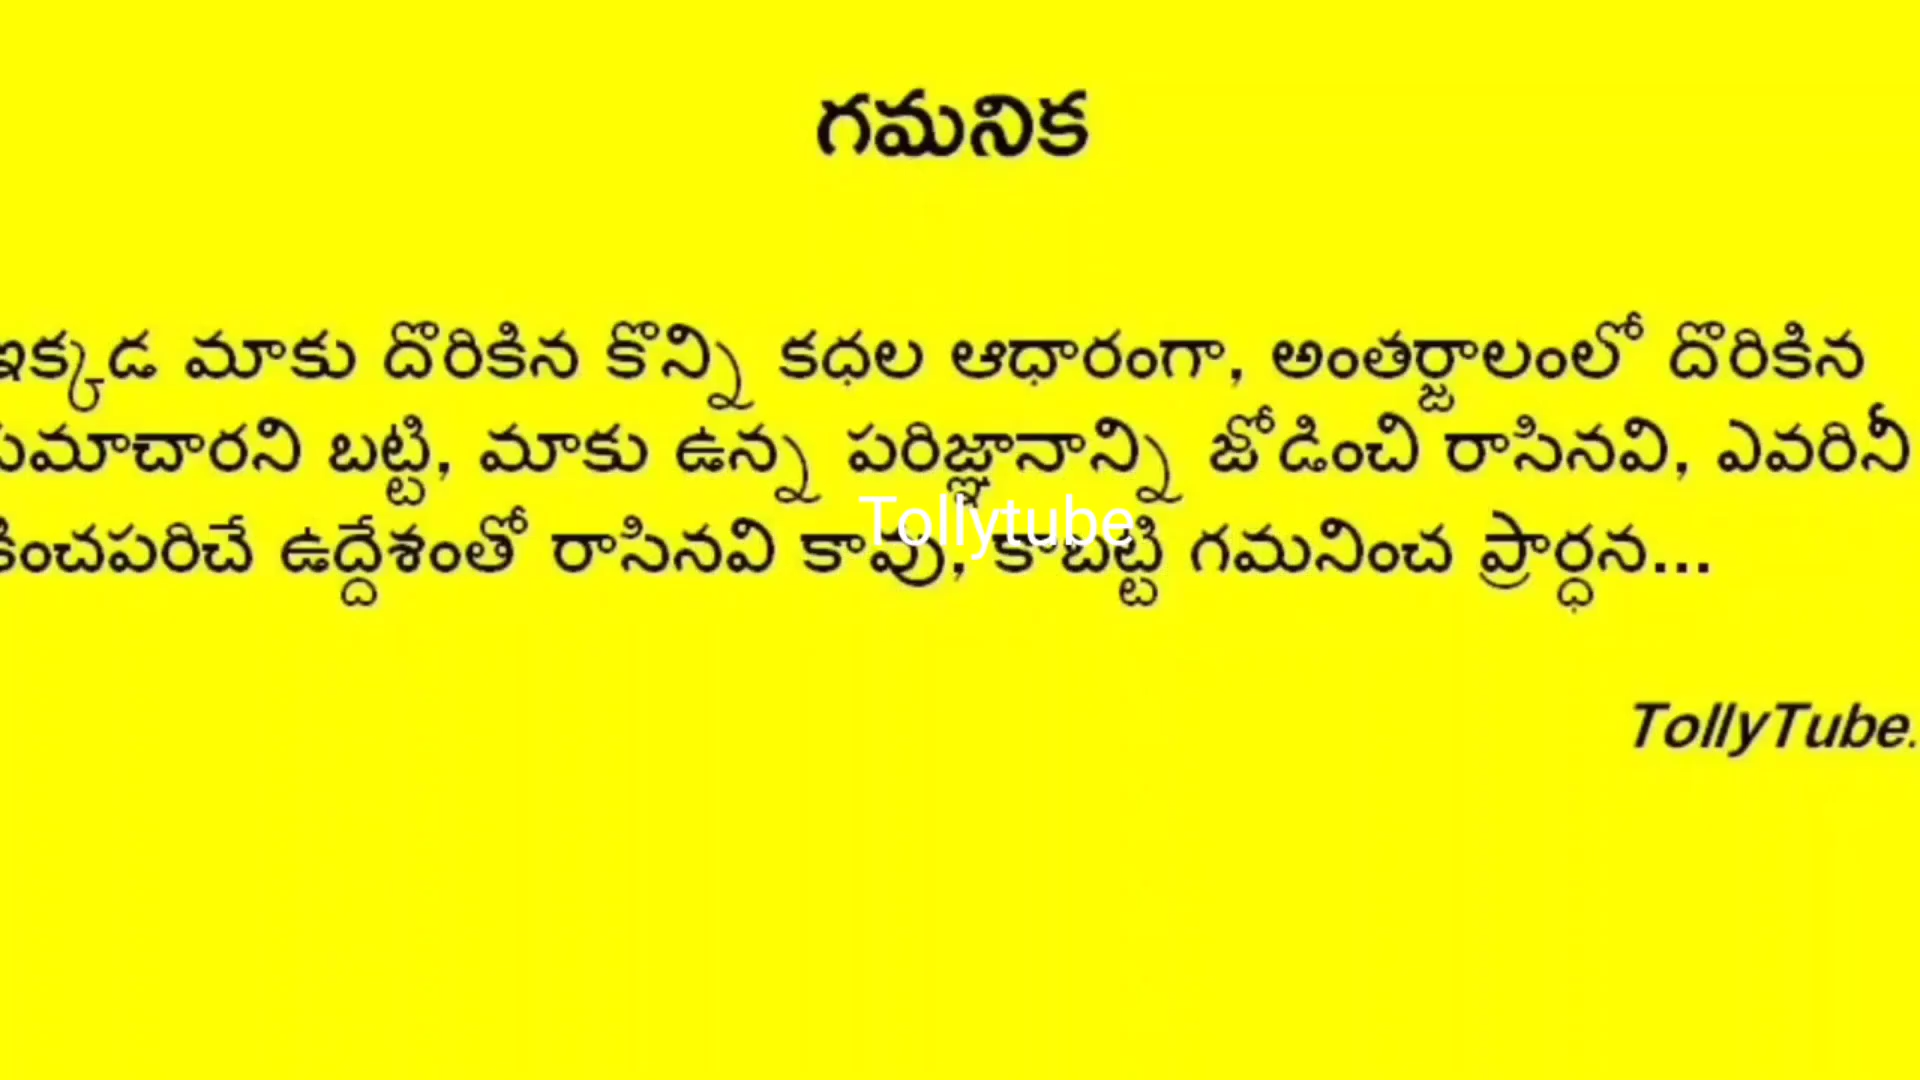 గమనిక
ఇక్కడ మాకు దొరికిన కొన్ని కధల ఆధారంగా, అంతర్జాలంలో దొరికిన
సమాచారని బట్టి, మాకు ఉన్న పరిజ్ఞానాన్ని జోడించి రాసినవి, ఎవరినీ
కించపరిచే ఉద్దేశంతో రాసినవి కావు, కాబట్టి గమనించ ప్రార్ధన...
Tollytube
TollyTube.